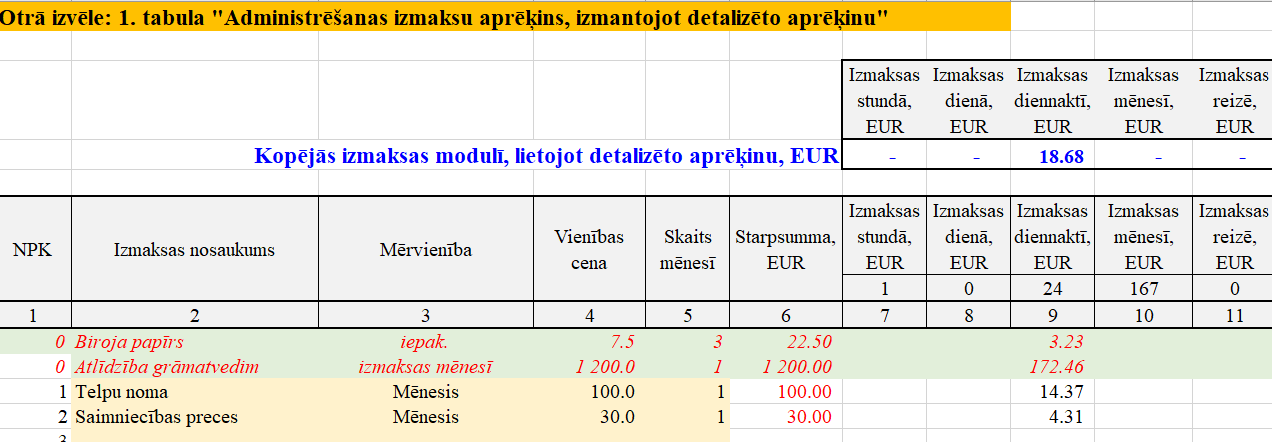 Otrā izvēle: 1. tabula "Administrēšanas izmaksu aprēķins, izmantojot detalizēto aprēķinu"
Izmaksas stundā, EUR Izmaksas dienā, EUR Izmaksas diennaktī, EUR Izmaksas mēnesī, EUR Izmaksas reizē, EUR
Kopējās izmaksas modulī, lietojot detalizēto aprēķinu, EUR - - 18.68 - -
NPK Izmaksas nosaukums Mērvienība Vienības cena Skaits mēnesī Starpsumma, EUR Izmaksas stundā, EUR Izmaksas dienā, EUR Izmaksas diennaktī, EUR Izmaksas mēnesī, EUR Izmaksas reizē, EUR
1 0 24 167 0
1 2 3 4 5 6 7 8 9 10 11
0 Biroja papīrs iepak. 7.5 3 22.50 3.23
0 Atlīdzība grāmatvedim izmaksas mēnesī 1 200.0 1 1 200.00 172.46
1 Telpu noma Mēnesis 100.0 1 100.00 14.37
2 Saimniecības preces Mēnesis 30.0 1 30.00 4.31
3